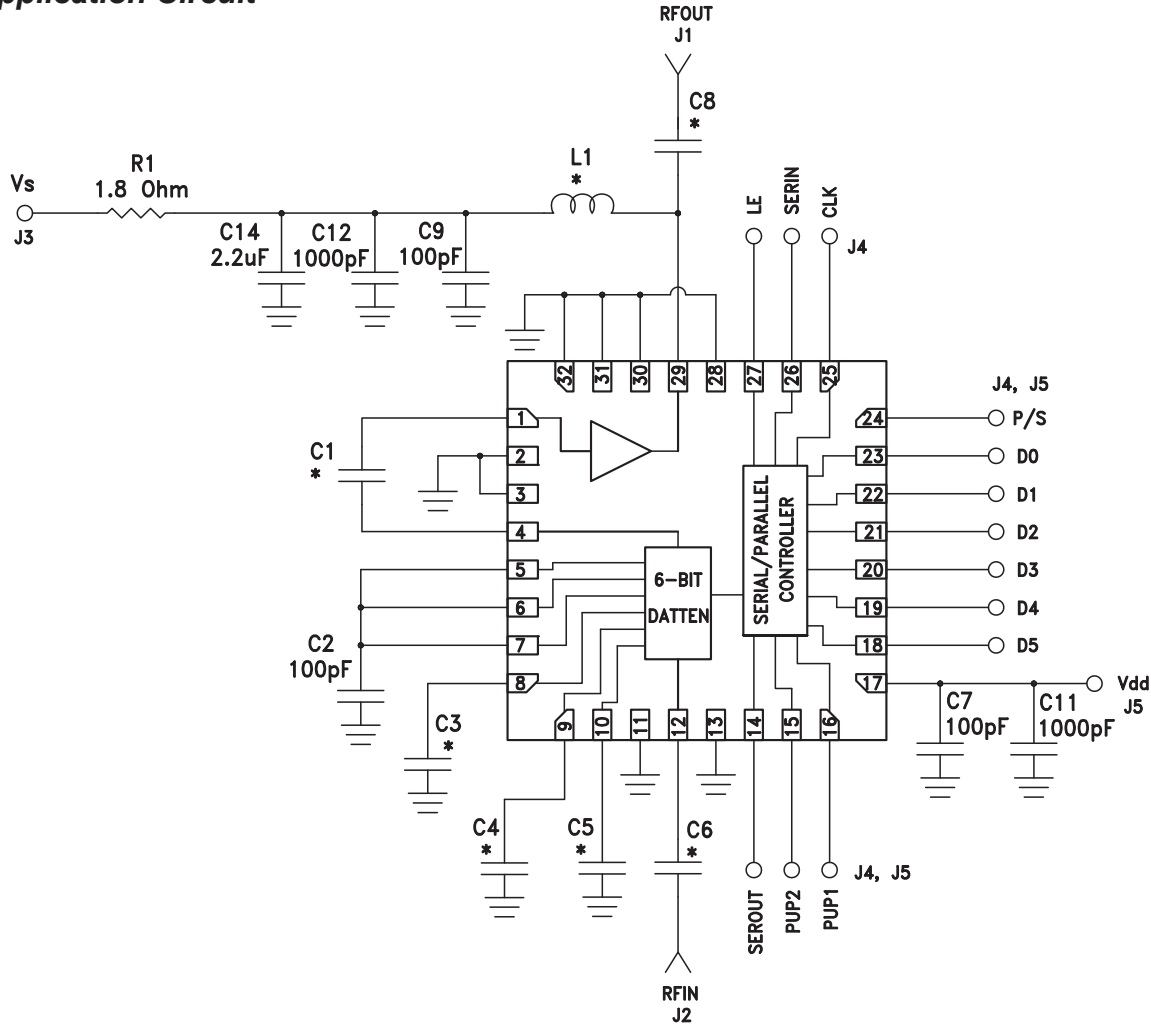 Application Circuit
RFOUT
J1
C8
*
L1
*
R1
1.8 Ohm
Vs
J3
C14
2.2uF
C12
1000pF
C9
100pF
LE
SERIN
CLK
J4
32
31
30
29
28
27
26
25
J4, J5
1
24
P/S
2
23
D0
C1
*
3
22
D1
4
21
D2
SERIAL/PARALLEL
CONTROLLER
5
20
D3
6-BIT
DATTEN
6
19
D4
7
18
D5
C2
100pF
8
17
Vdd
J5
C7
100pF
C11
1000pF
9
10
11
12
13
14
15
16
C3
*
C4
*
C5
*
C6
*
J4, J5
SEROUT
PUP2
PUP1
RFIN
J2